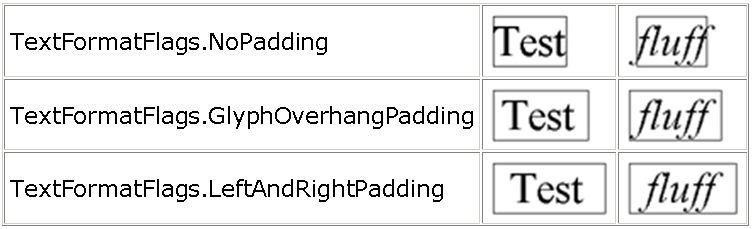 TextFormatFlags.NoPadding Test fluff
TextFormatFlags.GlyphOverhangPadding Test fluff
TextFormatFlags.LeftAndRightPadding Test fluff